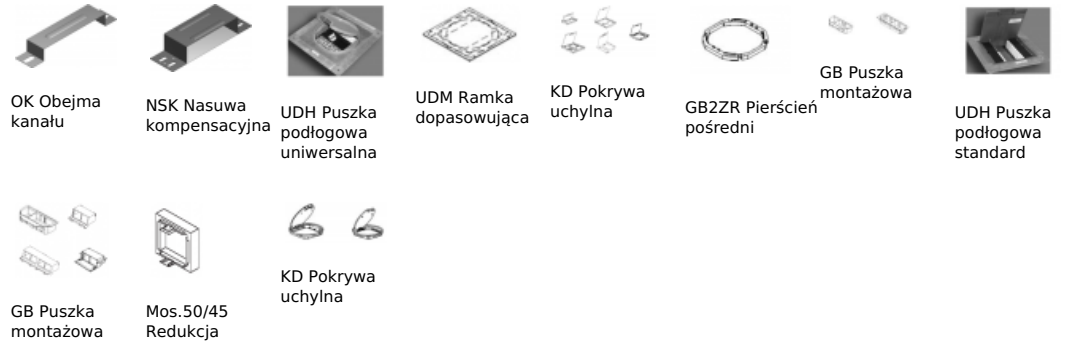 OK Obejma
kanału
NSK Nasuwa
kompensacyjna
UDH Puszka
podłogowa
uniwersalna
UDM Ramka
dopasowująca
KD Pokrywa
uchylna
GB2ZR Pierścień
pośredni
GB Puszka
montażowa
UDH Puszka
podłogowa
standard
GB Puszka
montażowa
Mos.50/45
Redukcja
KD Pokrywa
uchylna